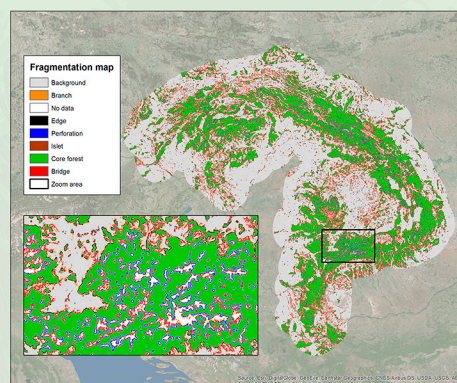 Fragmentation map
Background
Branch
No data
Edge
Perforation
Islet
Core forest
Bridge
Zoom area
Source: Esri, DigitalGlobe, GeoEye, Earthstar Geographics, CNES/Airbus DS, USDA, USGS,